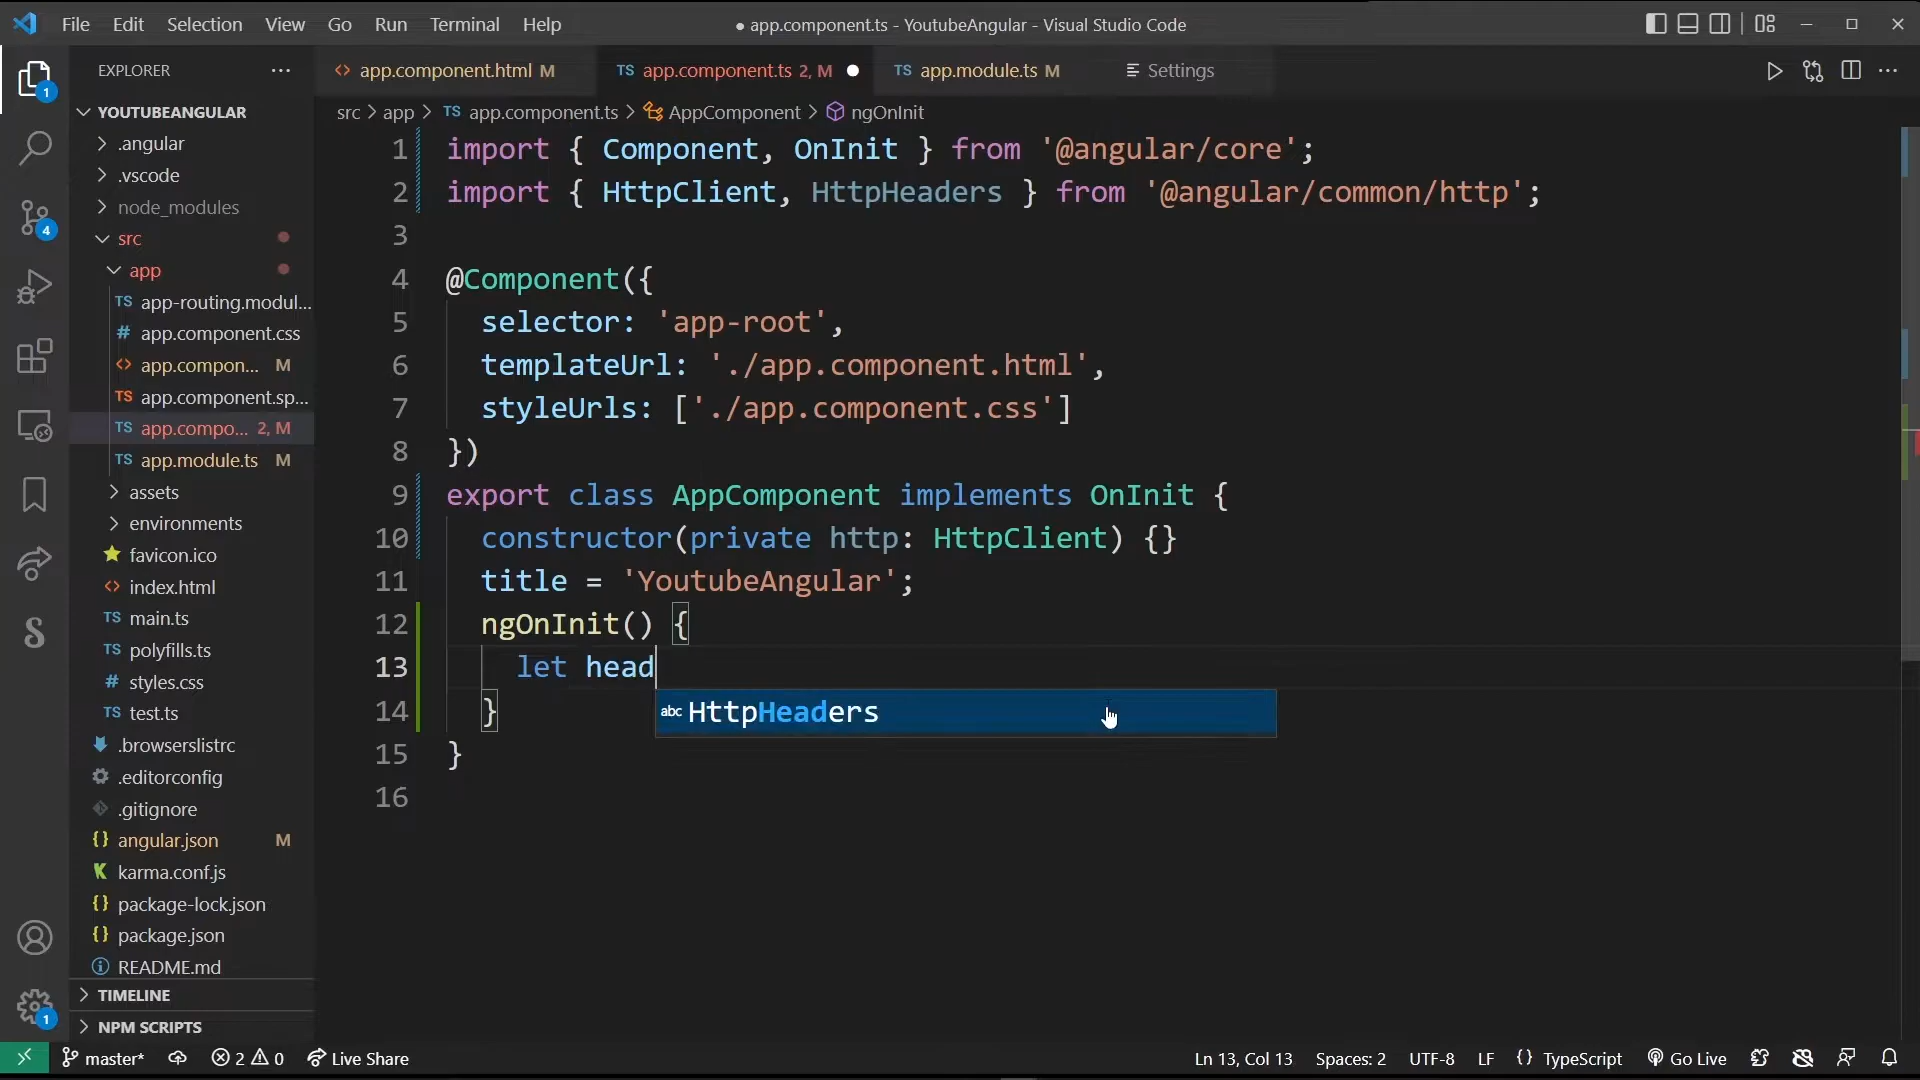 File Edit Selection View Go Run Terminal Help
● app.component.ts - YoutubeAngular - Visual Studio Code
EXPLORER
app.component.html M
TS app.component.ts 2, M
TS app.module.ts M
Settings
src > app > TS app.component.ts > AppComponent > ngOnInit
1
4
1
YOUTUBEANGULAR
.angular
.vscode
node_modules
src
app
TS app-routing.modul...
# app.component.css
<> app.compon... M
TS app.component.sp...
TS app.compo... 2, M
TS app.module.ts M
assets
environments
favicon.ico
<> index.html
TS main.ts
TS polyfills.ts
# styles.css
TS test.ts
.browserslistrc
.editorconfig
.gitignore
{} angular.json M
karma.conf.js
{} package-lock.json
{} package.json
README.md
TIMELINE
NPM SCRIPTS
1 import { Component, OnInit } from '@angular/core';
2 import { HttpClient, HttpHeaders } from '@angular/common/http';
3
4 @Component({
5 selector: 'app-root',
6 templateUrl: './app.component.html',
7 styleUrls: ['./app.component.css']
8 })
9 export class AppComponent implements OnInit {
10 constructor(private http: HttpClient) {}
11 title = 'YoutubeAngular';
12 ngOnInit() {
13 let head
14 }
abc HttpHeaders
15 }
16
master* 2 0 Live Share
Ln 13, Col 13 Spaces: 2 UTF-8 LF {} TypeScript Go Live